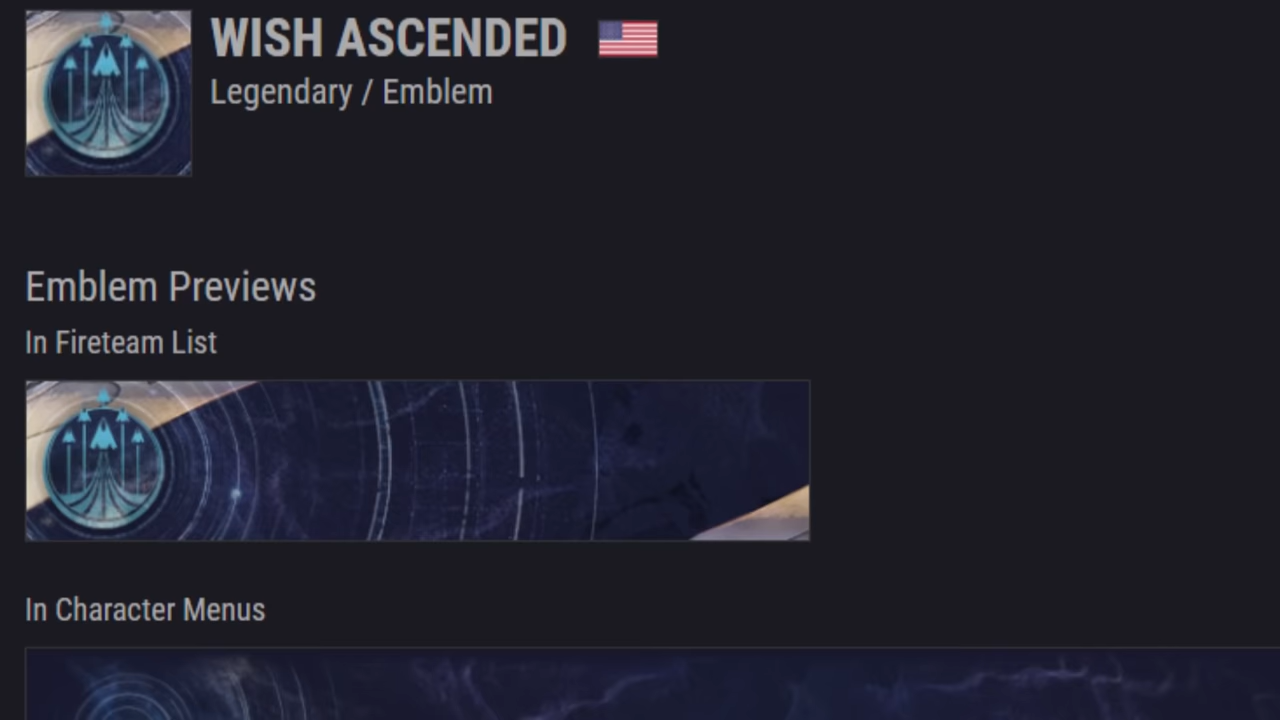 WISH ASCENDED
Legendary / Emblem
Emblem Previews
In Fireteam List
In Character Menus